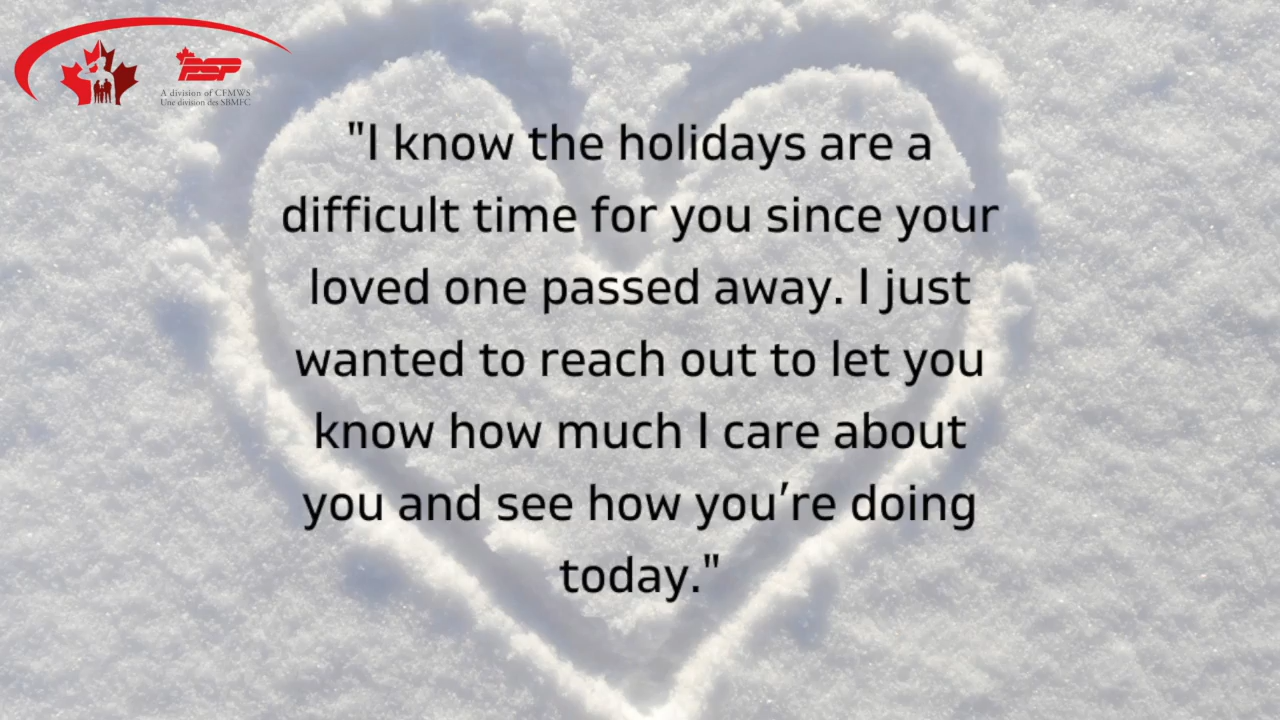 PSP
A division of CFMWS
Une division des SBMFC
"I know the holidays are a
difficult time for you since your
loved one passed away. I just
wanted to reach out to let you
know how much I care about
you and see how you’re doing
today."